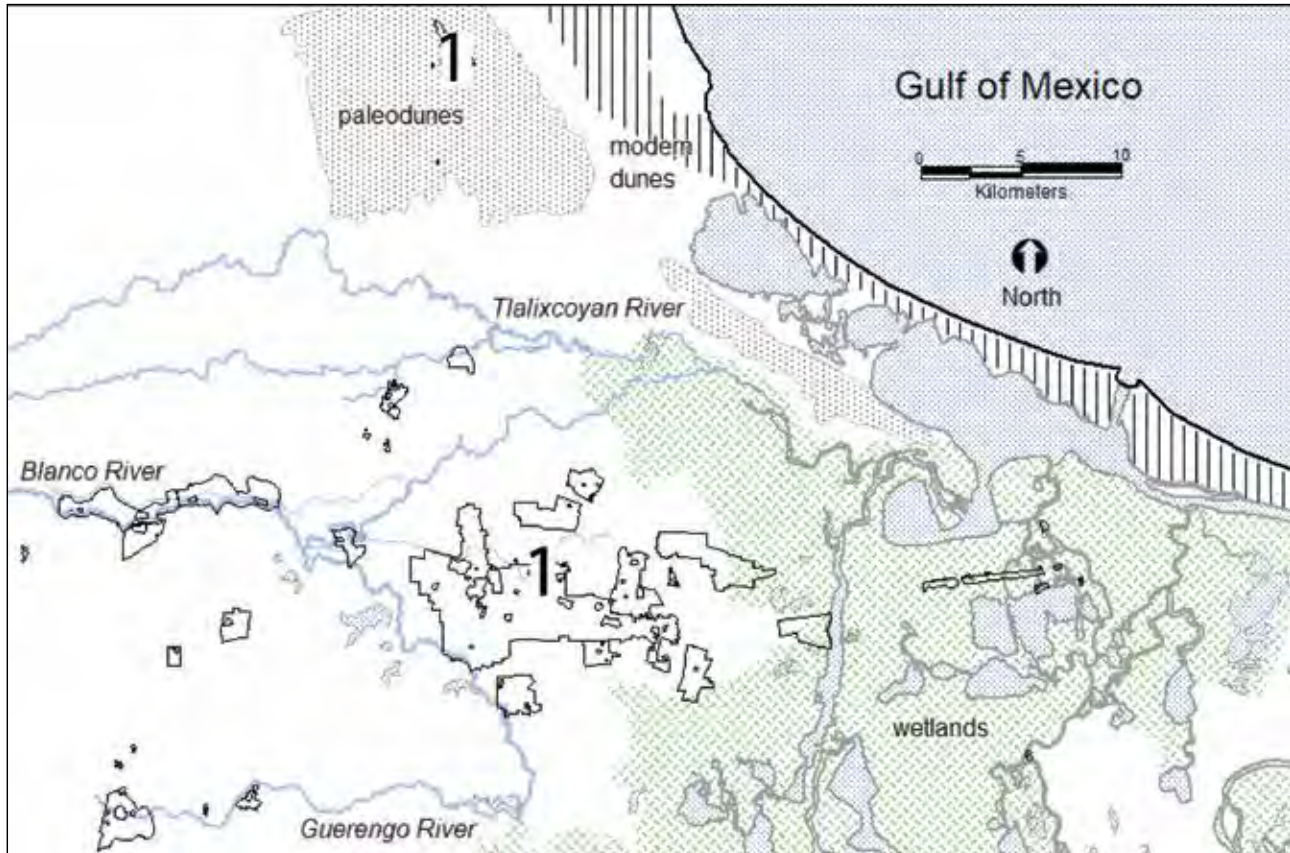 1
paleodunes
modern
dunes
Gulf of Mexico
0 5 10
Kilometers
North
Tlalixcoyan River
Blanco River
1
wetlands
Guerengo River